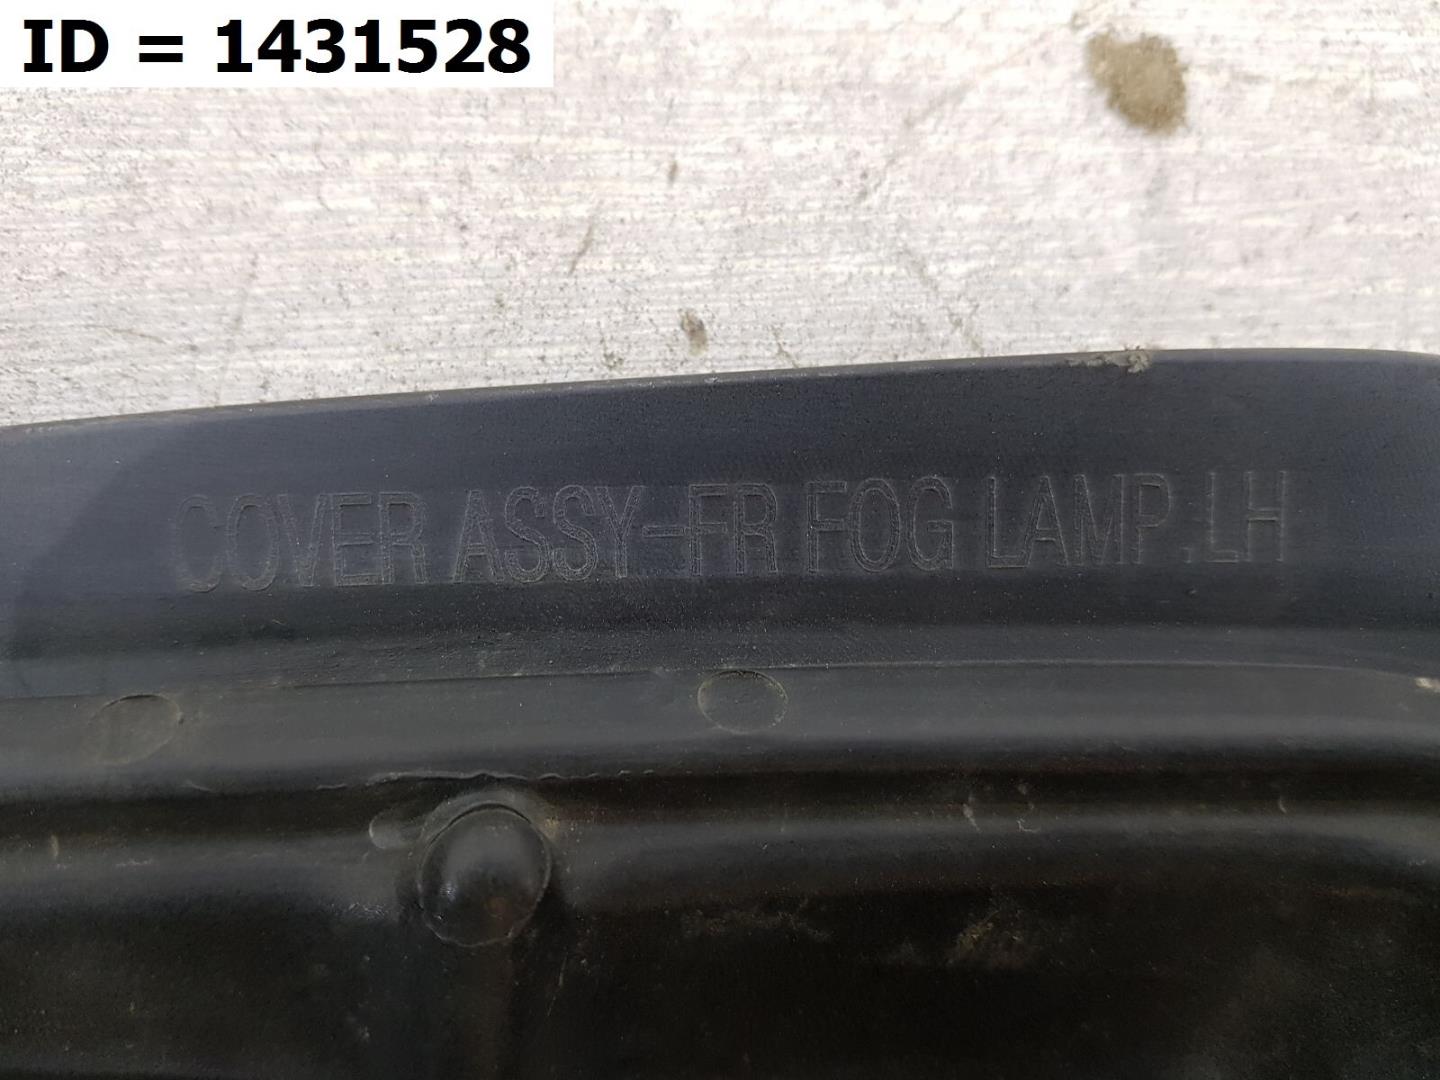 ID = 1431528
COVER ASSY-FR FOG LAMP.LH